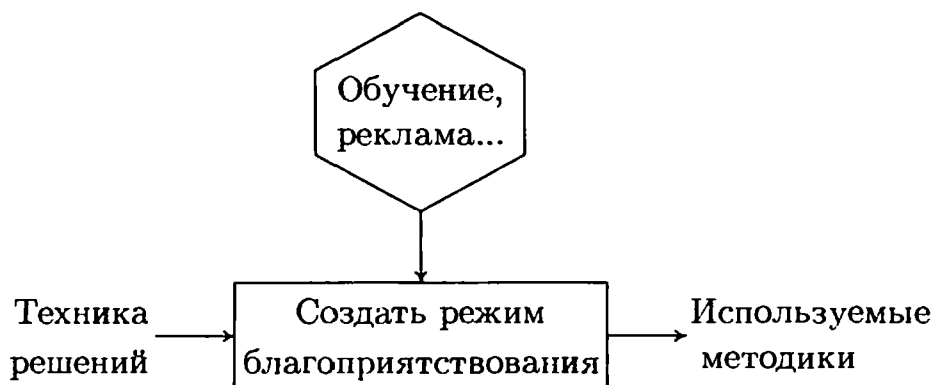 Обучение,
реклама...
Техника
решений
Создать режим
благоприятствования
Используемые
методики